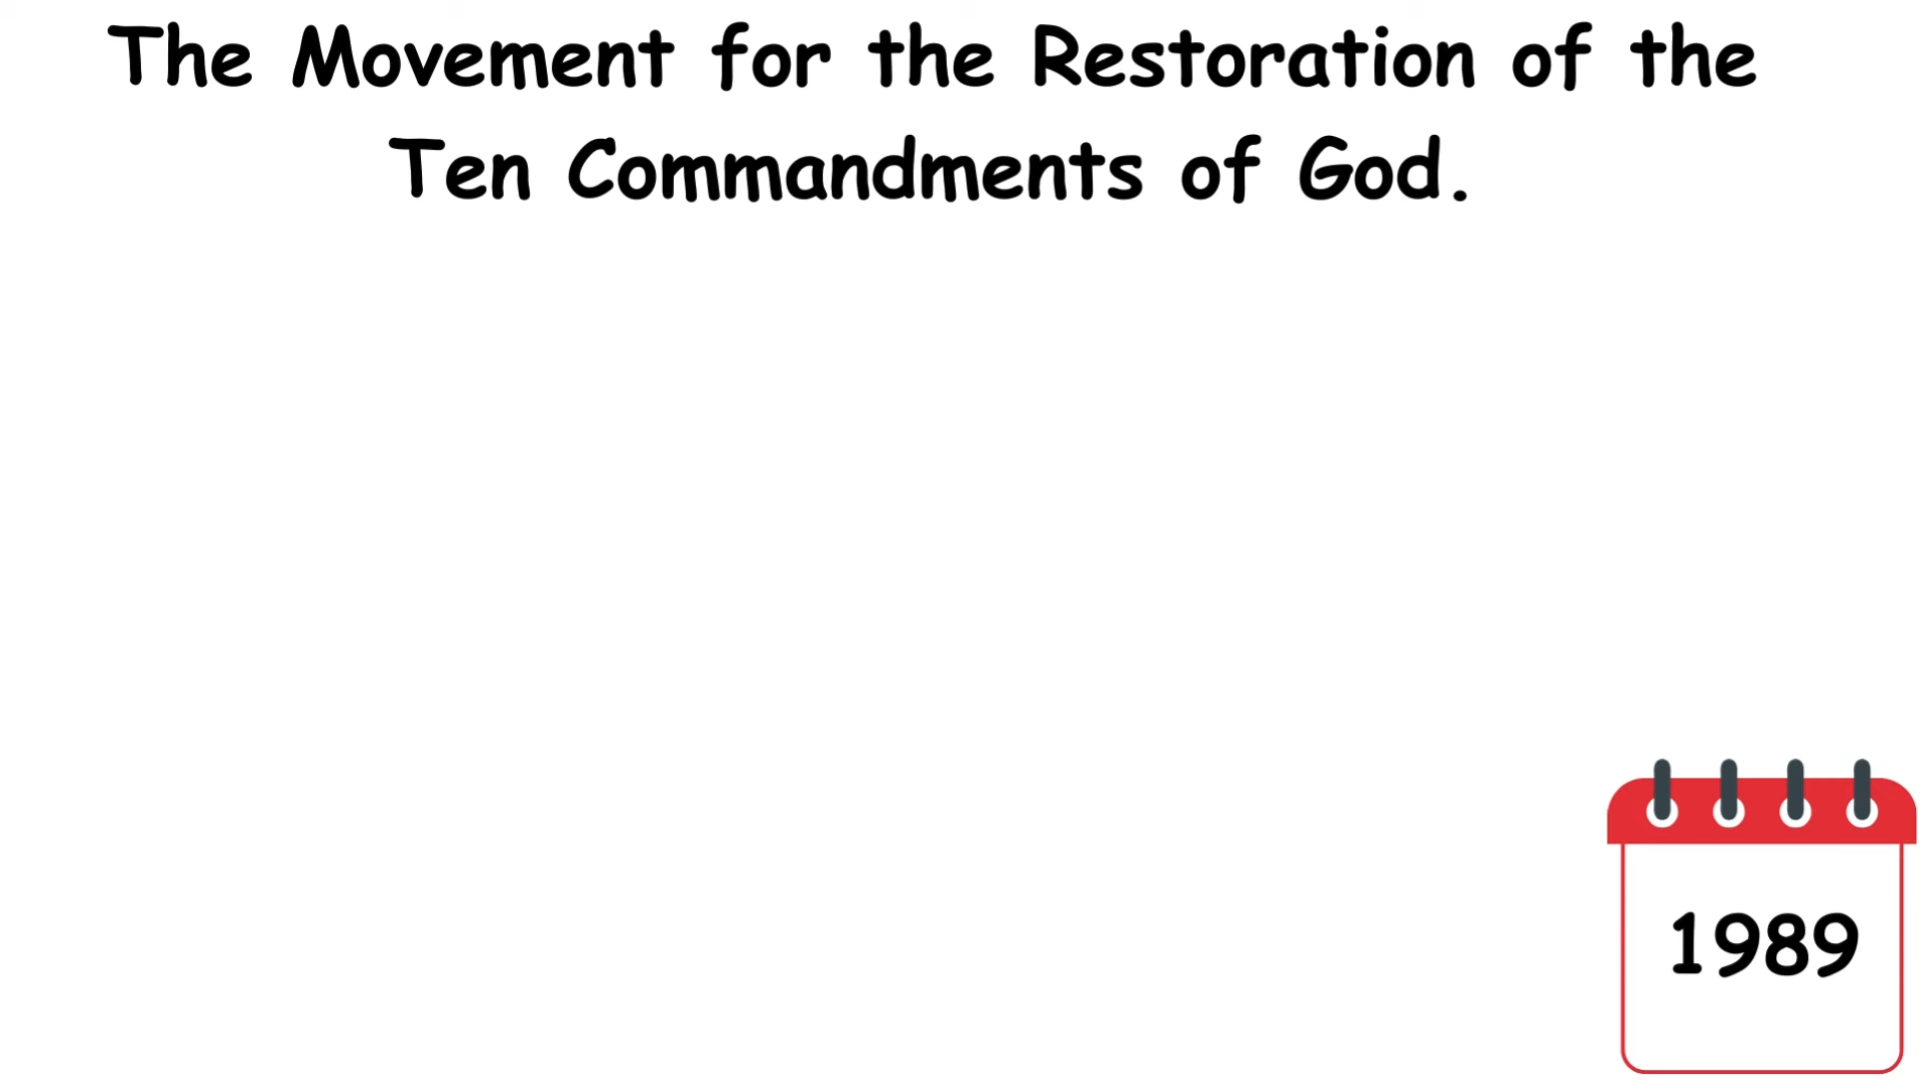 The Movement for the Restoration of the
Ten Commandments of God.
1989